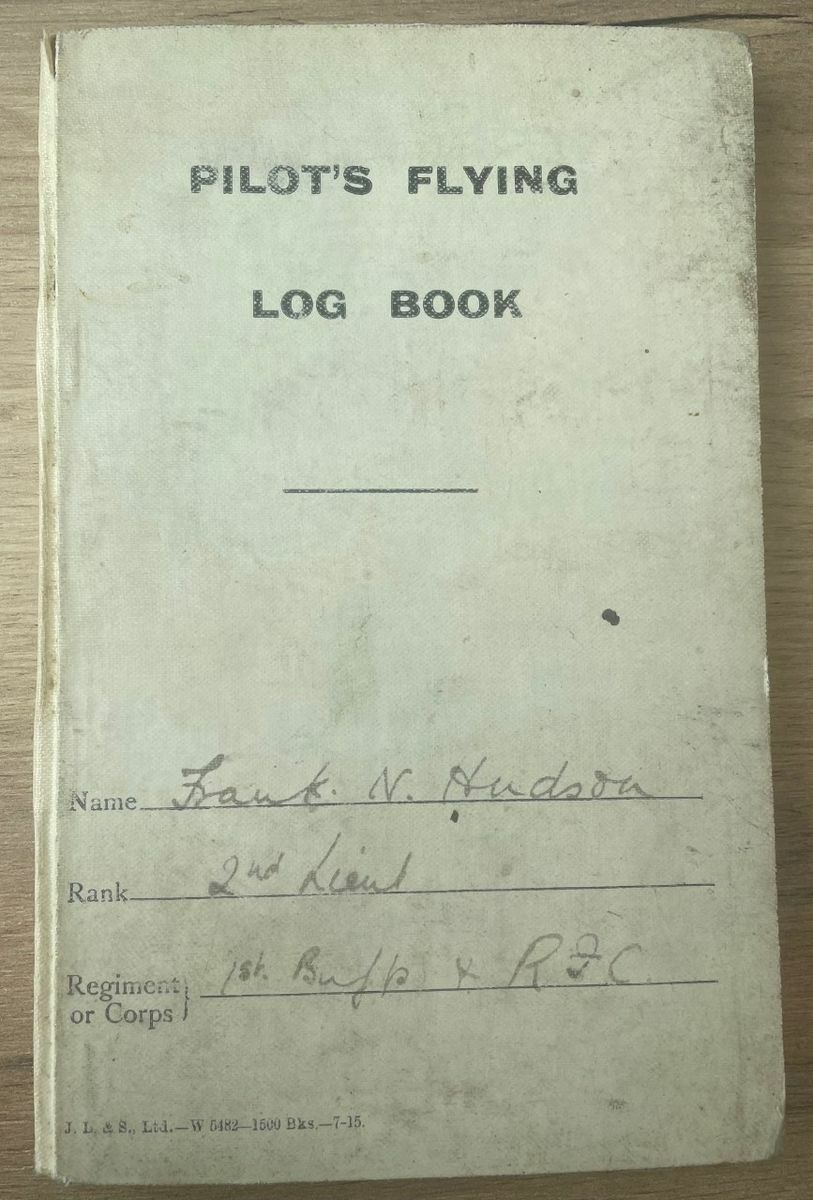 PILOT'S FLYING
LOG BOOK
Name Frank. N. Hudson
Rank 2nd Lieut
Regiment or Corps } 1st. Buffs & R F C.
J. L. & S., Ltd.—W 5482—1500 Bks.—7-15.